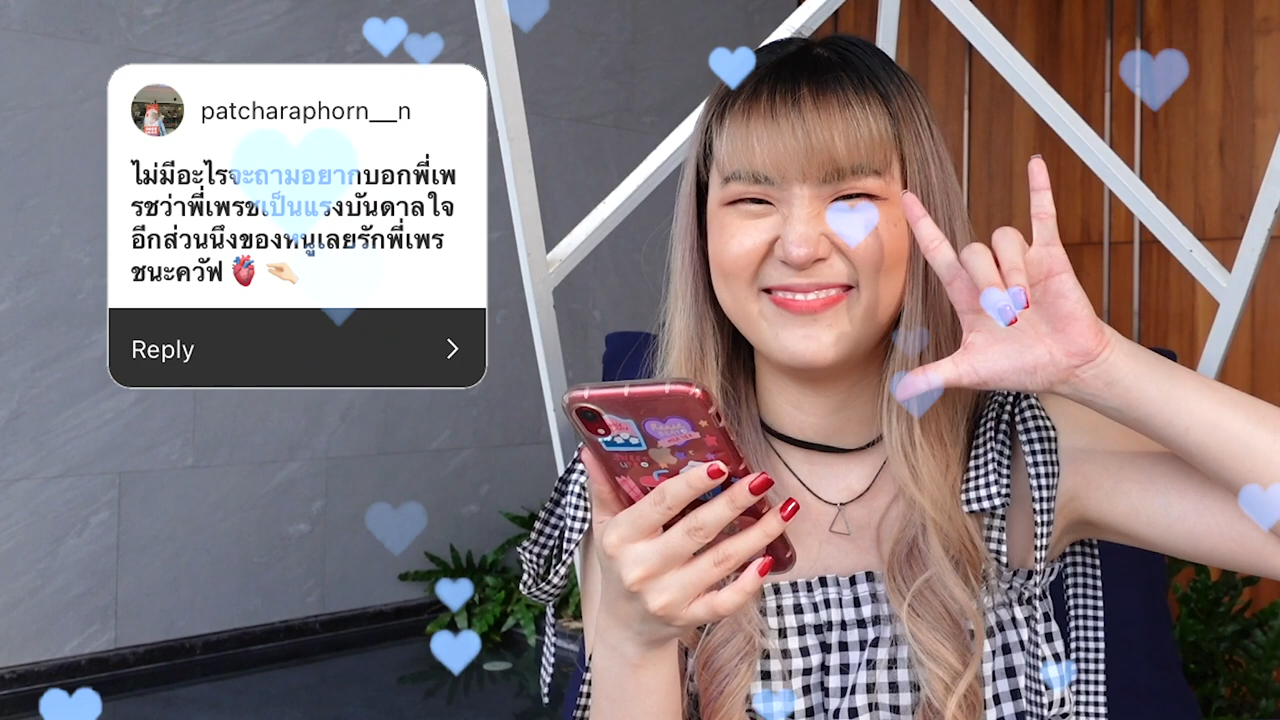 patcharaphorn__n
ไม่มีอะไรจะถามอยากบอกพี่เพ
รชว่าพี่เพรชเป็นแรงบันดาลใจ
อีกส่วนนึงของหนูเลยรักพี่เพร
ชนะควัฟ 🫀 🤏🏻
Reply